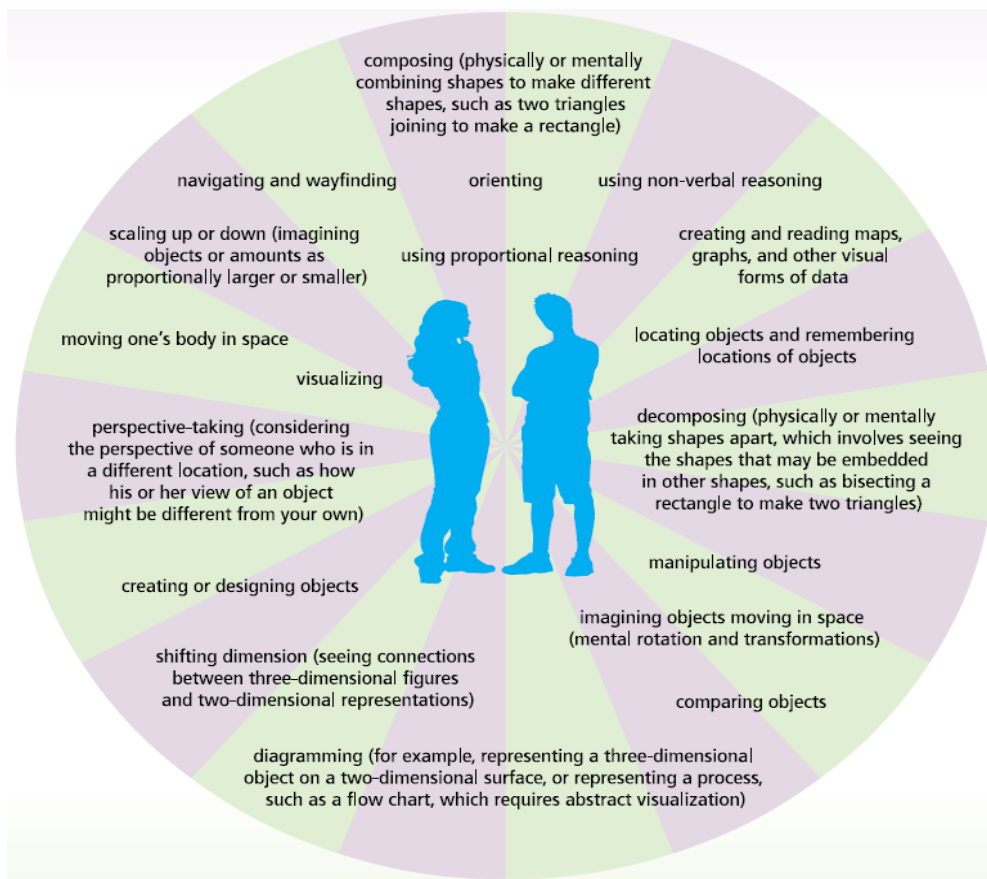 composing (physically or mentally
combining shapes to make different
shapes, such as two triangles
joining to make a rectangle)
navigating and wayfinding
orienting
using non-verbal reasoning
scaling up or down (imagining
objects or amounts as
proportionally larger or smaller)
using proportional reasoning
creating and reading maps,
graphs, and other visual
forms of data
moving one's body in space
locating objects and remembering
locations of objects
visualizing
perspective-taking (considering
the perspective of someone who is in
a different location, such as how
his or her view of an object
might be different from your own)
decomposing (physically or mentally
taking shapes apart, which involves seeing
the shapes that may be embedded
in other shapes, such as bisecting a
rectangle to make two triangles)
creating or designing objects
manipulating objects
imagining objects moving in space
(mental rotation and transformations)
shifting dimension (seeing connections
between three-dimensional figures
and two-dimensional representations)
comparing objects
diagramming (for example, representing a three-dimensional
object on a two-dimensional surface, or representing a process,
such as a flow chart, which requires abstract visualization)